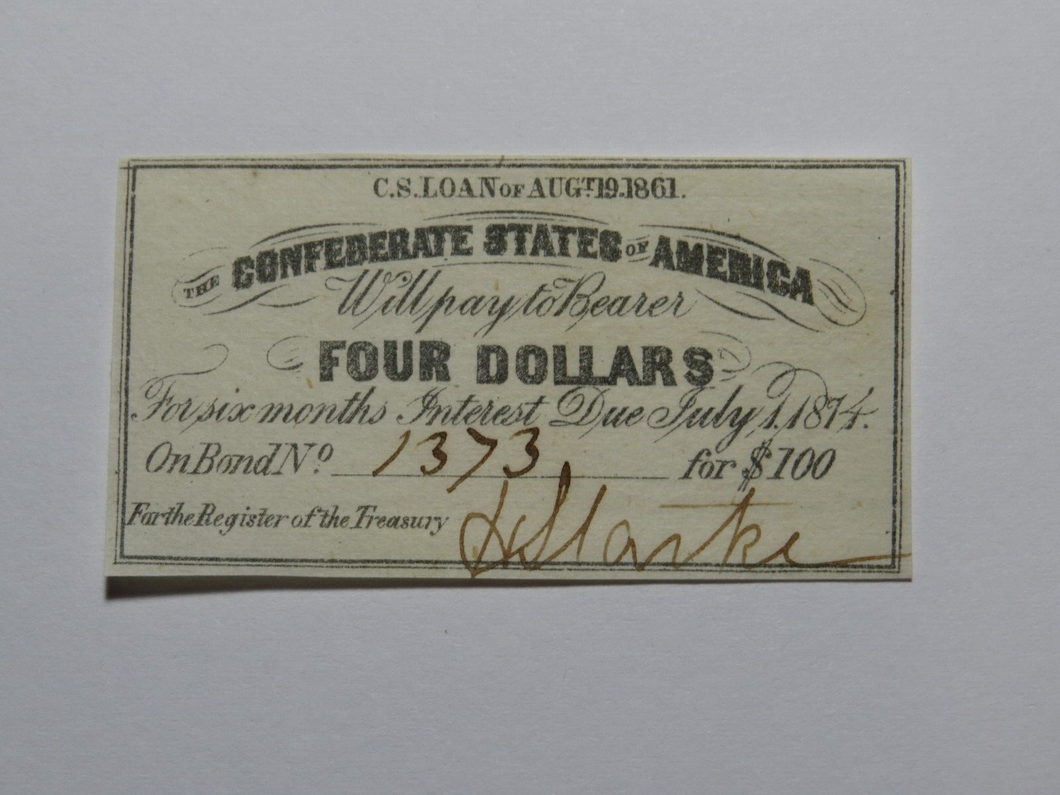 C.S. LOAN OF AUGT. 19. 1861.
THE CONFEDERATE STATES OF AMERICA
Will pay to Bearer
FOUR DOLLARS
For six months Interest Due July 1. 1874.
On Bond No. 1373 for $100
For the Register of the Treasury